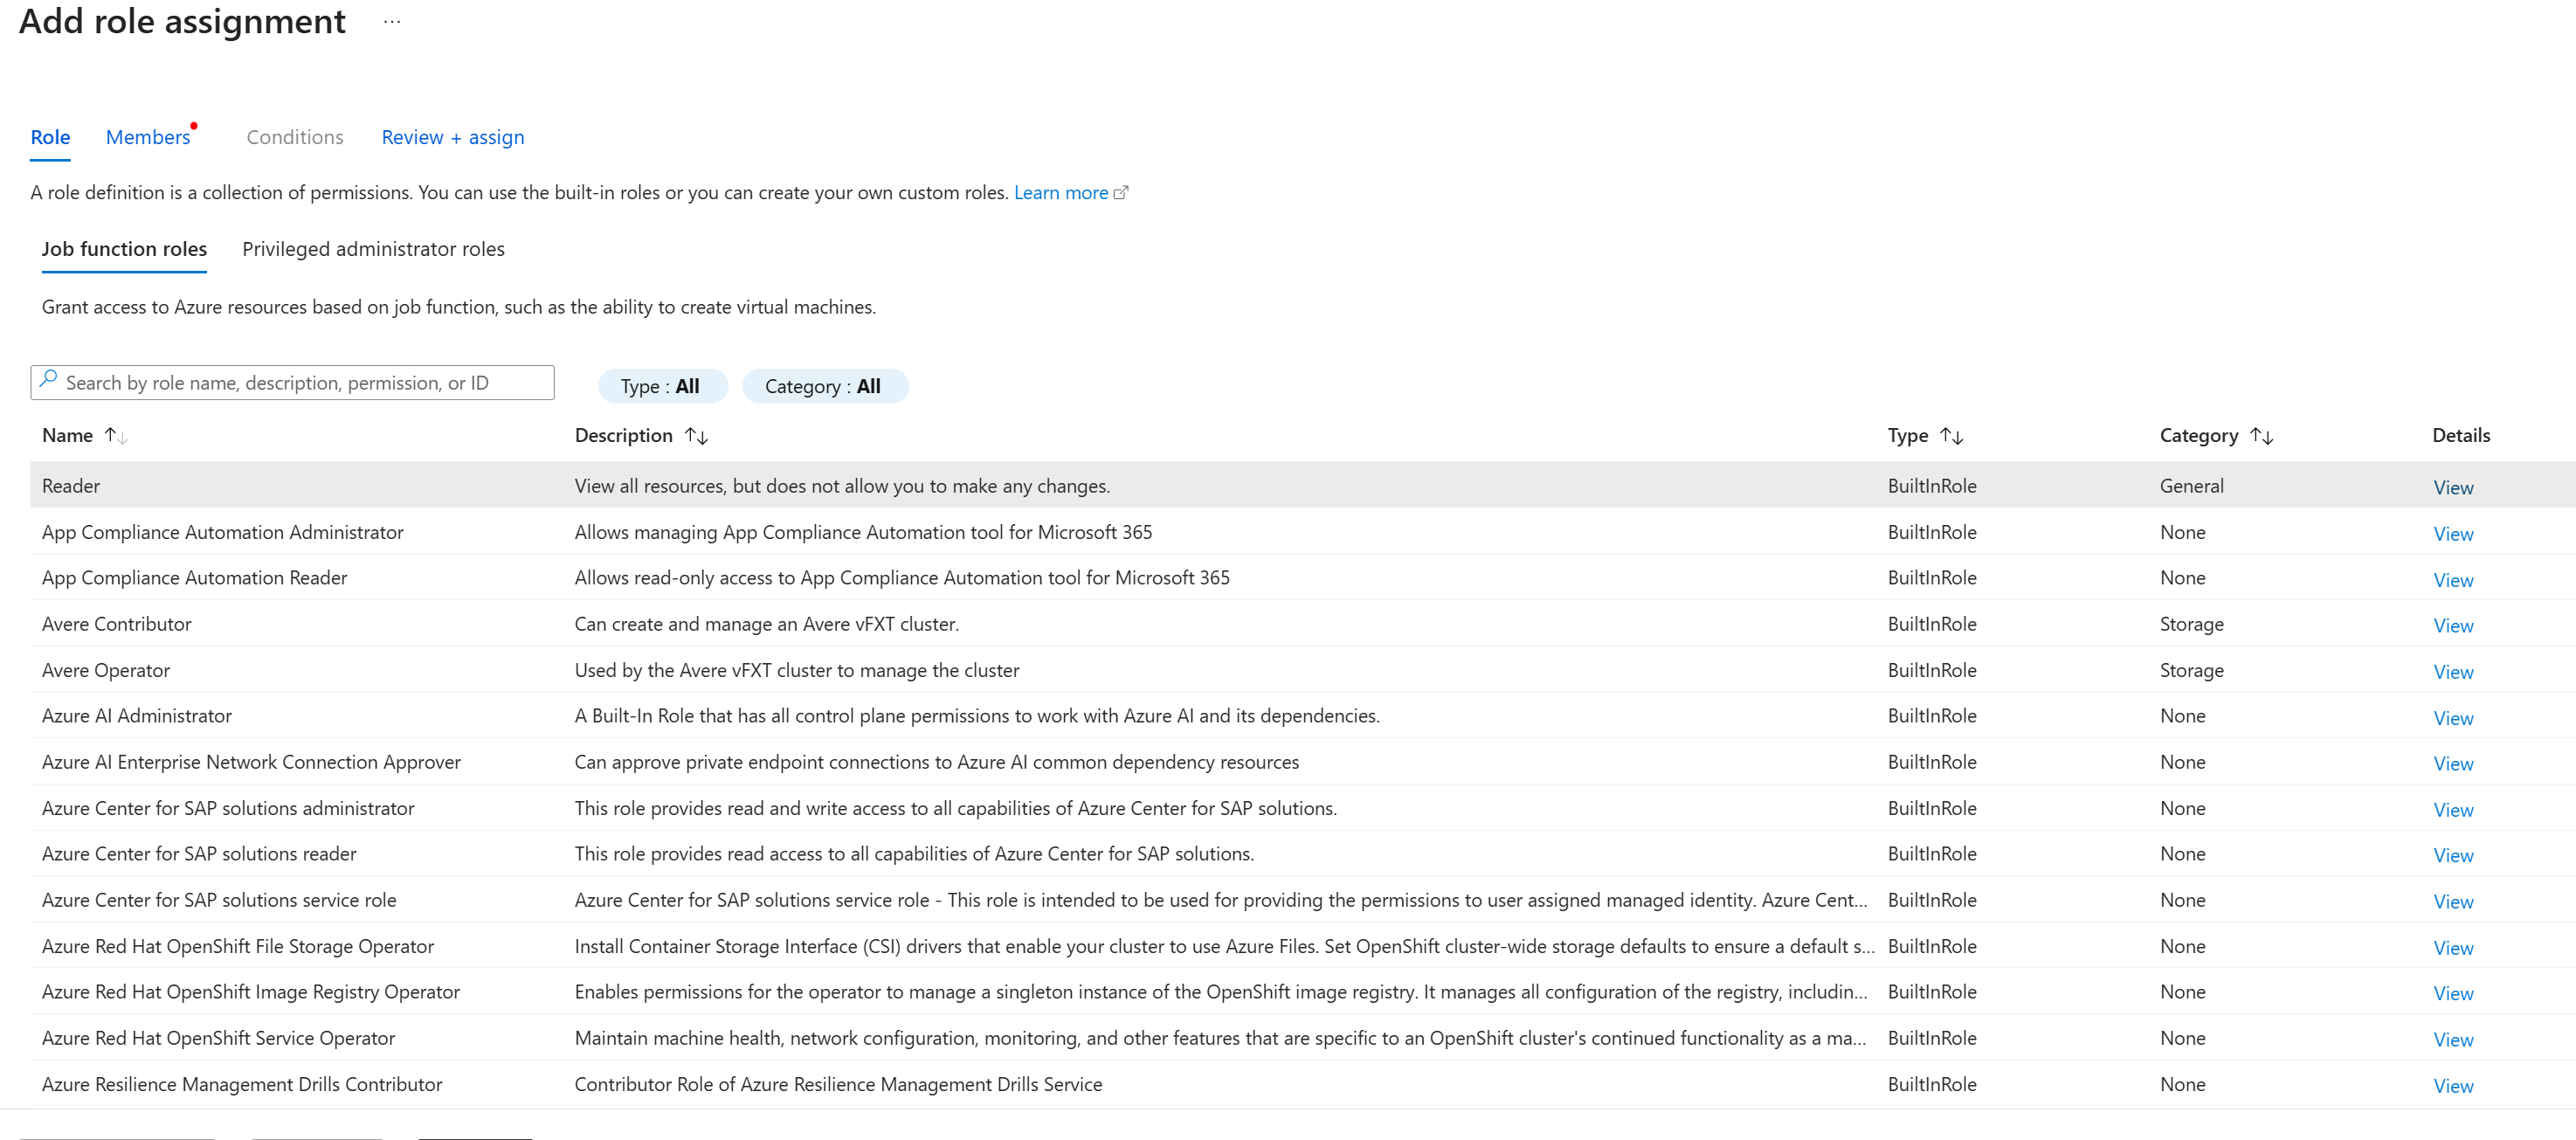 Add role assignment ...
Role Members Conditions Review + assign
A role definition is a collection of permissions. You can use the built-in roles or you can create your own custom roles. Learn more
Job function roles Privileged administrator roles
Grant access to Azure resources based on job function, such as the ability to create virtual machines.
Search by role name, description, permission, or ID Type : All Category : All
Name Description Type Category Details
Reader View all resources, but does not allow you to make any changes. BuiltInRole General View
App Compliance Automation Administrator Allows managing App Compliance Automation tool for Microsoft 365 BuiltInRole None View
App Compliance Automation Reader Allows read-only access to App Compliance Automation tool for Microsoft 365 BuiltInRole None View
Avere Contributor Can create and manage an Avere vFXT cluster. BuiltInRole Storage View
Avere Operator Used by the Avere vFXT cluster to manage the cluster BuiltInRole Storage View
Azure AI Administrator A Built-In Role that has all control plane permissions to work with Azure AI and its dependencies. BuiltInRole None View
Azure AI Enterprise Network Connection Approver Can approve private endpoint connections to Azure AI common dependency resources BuiltInRole None View
Azure Center for SAP solutions administrator This role provides read and write access to all capabilities of Azure Center for SAP solutions. BuiltInRole None View
Azure Center for SAP solutions reader This role provides read access to all capabilities of Azure Center for SAP solutions. BuiltInRole None View
Azure Center for SAP solutions service role Azure Center for SAP solutions service role - This role is intended to be used for providing the permissions to user assigned managed identity. Azure Cent... BuiltInRole None View
Azure Red Hat OpenShift File Storage Operator Install Container Storage Interface (CSI) drivers that enable your cluster to use Azure Files. Set OpenShift cluster-wide storage defaults to ensure a default s... BuiltInRole None View
Azure Red Hat OpenShift Image Registry Operator Enables permissions for the operator to manage a singleton instance of the OpenShift image registry. It manages all configuration of the registry, includin... BuiltInRole None View
Azure Red Hat OpenShift Service Operator Maintain machine health, network configuration, monitoring, and other features that are specific to an OpenShift cluster's continued functionality as a ma... BuiltInRole None View
Azure Resilience Management Drills Contributor Contributor Role of Azure Resilience Management Drills Service BuiltInRole None View